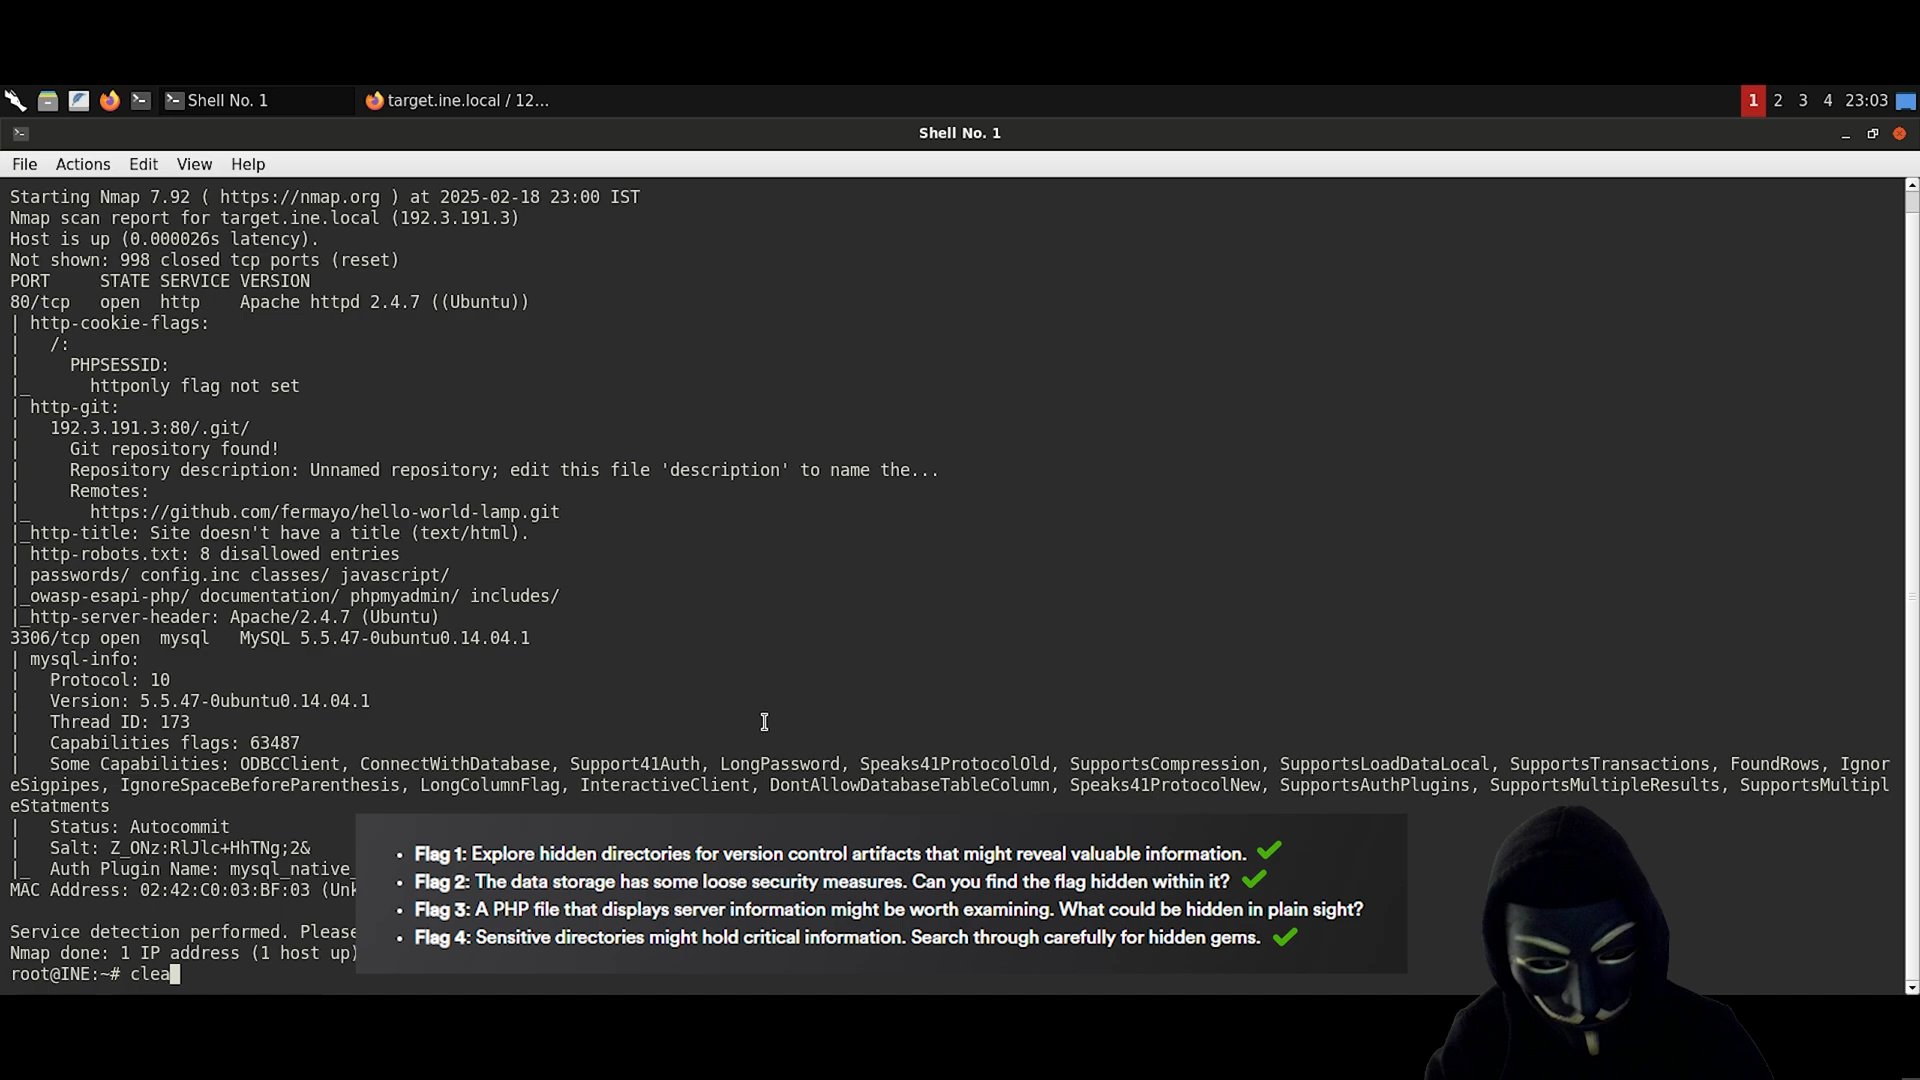 Shell No. 1
target.ine.local / 12...
1 2 3 4 23:03
Shell No. 1
File Actions Edit View Help
Starting Nmap 7.92 ( https://nmap.org ) at 2025-02-18 23:00 IST
Nmap scan report for target.ine.local (192.3.191.3)
Host is up (0.000026s latency).
Not shown: 998 closed tcp ports (reset)
PORT     STATE SERVICE VERSION
80/tcp   open  http    Apache httpd 2.4.7 ((Ubuntu))
| http-cookie-flags:
|   /:
|     PHPSESSID:
|_      httponly flag not set
| http-git:
|   192.3.191.3:80/.git/
|     Git repository found!
|     Repository description: Unnamed repository; edit this file 'description' to name the...
|     Remotes:
|_      https://github.com/fermayo/hello-world-lamp.git
|_http-title: Site doesn't have a title (text/html).
| http-robots.txt: 8 disallowed entries
| passwords/ config.inc classes/ javascript/
|_owasp-esapi-php/ documentation/ phpmyadmin/ includes/
|_http-server-header: Apache/2.4.7 (Ubuntu)
3306/tcp open  mysql   MySQL 5.5.47-0ubuntu0.14.04.1
| mysql-info:
|   Protocol: 10
|   Version: 5.5.47-0ubuntu0.14.04.1
|   Thread ID: 173
|   Capabilities flags: 63487
|   Some Capabilities: ODBCClient, ConnectWithDatabase, Support41Auth, LongPassword, Speaks41ProtocolOld, SupportsCompression, SupportsLoadDataLocal, SupportsTransactions, FoundRows, Ignor
eSigpipes, IgnoreSpaceBeforeParenthesis, LongColumnFlag, InteractiveClient, DontAllowDatabaseTableColumn, Speaks41ProtocolNew, SupportsAuthPlugins, SupportsMultipleResults, SupportsMultipl
eStatments
|   Status: Autocommit
|   Salt: Z_ONz:RlJlc+HhTNg;2&
|_  Auth Plugin Name: mysql_native_
MAC Address: 02:42:C0:03:BF:03 (Unk
Service detection performed. Please
Nmap done: 1 IP address (1 host up)
root@INE:~# clea
• Flag 1: Explore hidden directories for version control artifacts that might reveal valuable information.
• Flag 2: The data storage has some loose security measures. Can you find the flag hidden within it?
• Flag 3: A PHP file that displays server information might be worth examining. What could be hidden in plain sight?
• Flag 4: Sensitive directories might hold critical information. Search through carefully for hidden gems.